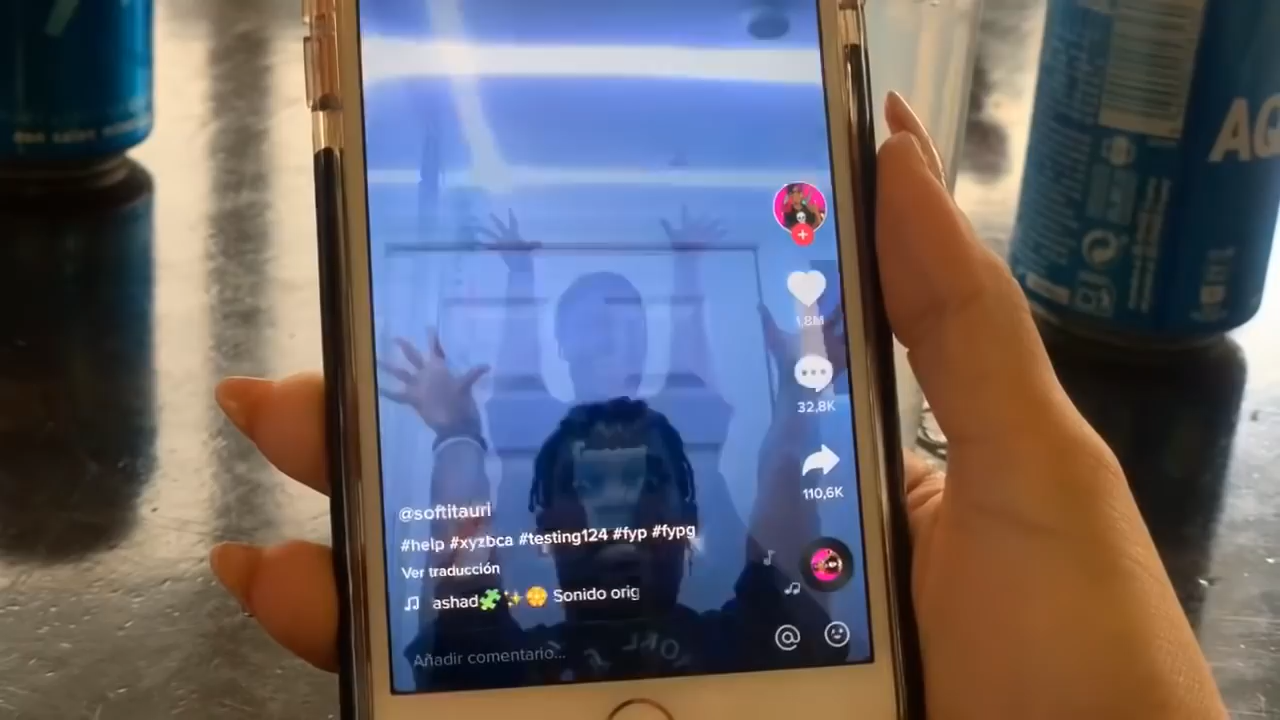 AQ
1.8M
32,8K
110,6K
@softitauri
#help #xyzbca #testing124 #fyp #fypg
Ver traducción
ashad🧩✨🏵️ Sonido orig
Añadir comentario...
@